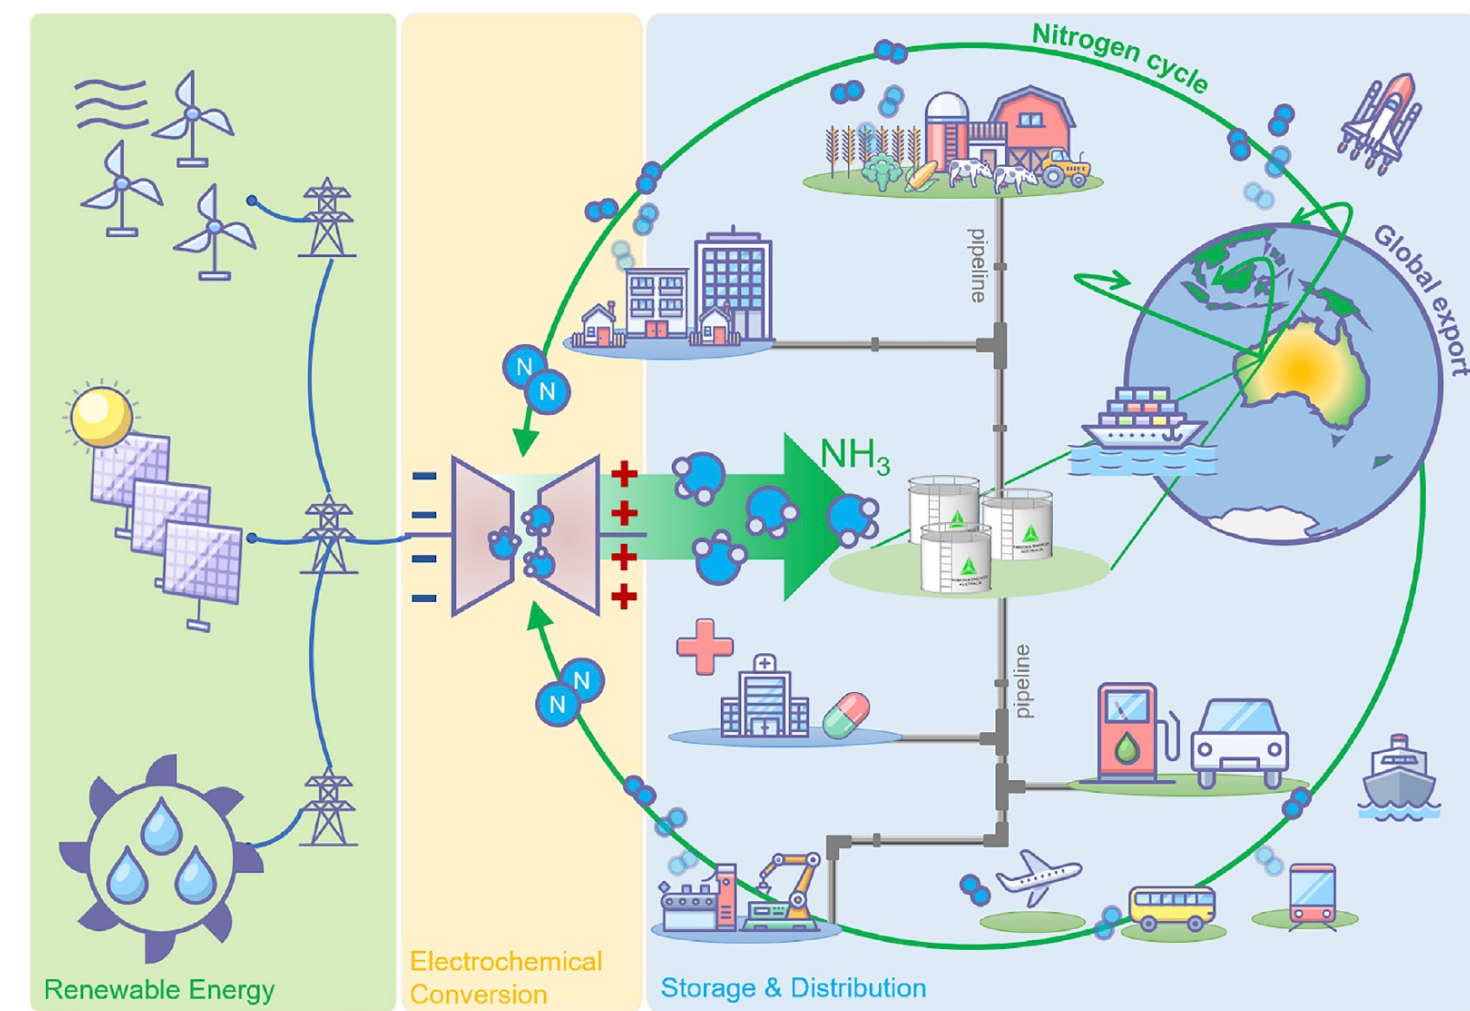 Nitrogen cycle
Global export
pipeline
N
N
NH3
N
N
pipeline
Renewable Energy
Electrochemical
Conversion
Storage & Distribution